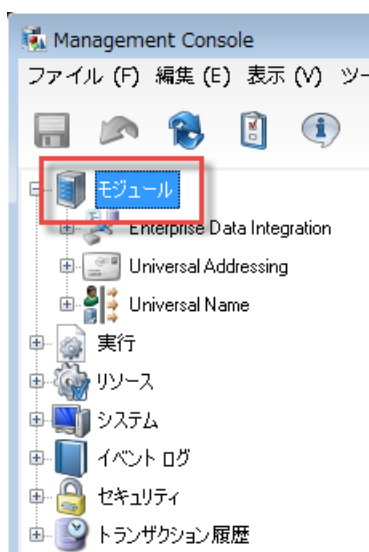 Management Console
ファイル (F) 編集 (E) 表示 (V) ツー
モジュール
Enterprise Data Integration
Universal Addressing
Universal Name
実行
リソース
システム
イベント ログ
セキュリティ
トランザクション履歴